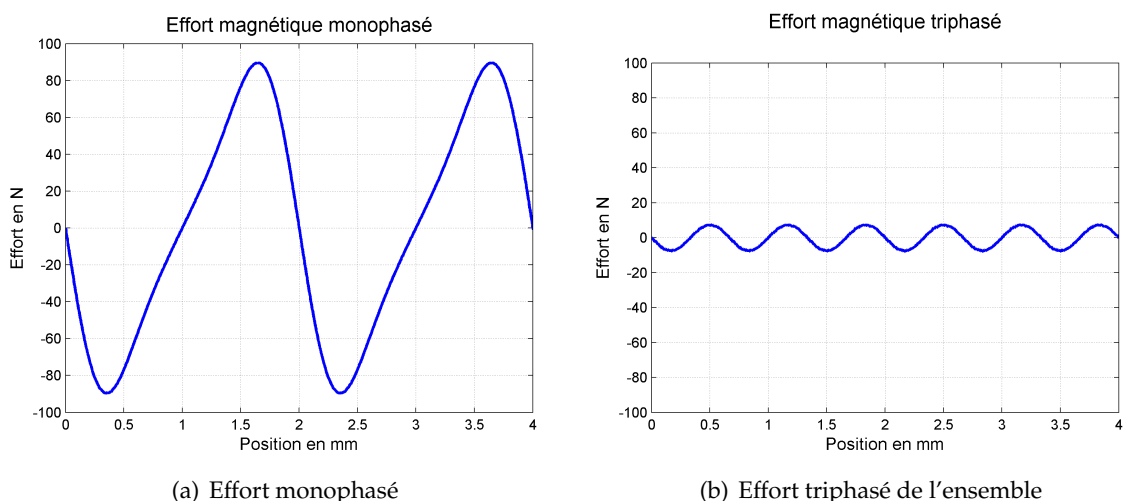 Effort magnétique monophasé
Effort en N
100
80
60
40
20
0
-20
-40
-60
-80
-100
0 0.5 1 1.5 2 2.5 3 3.5 4
Position en mm
(a) Effort monophasé
Effort magnétique triphasé
Effort en N
100
80
60
40
20
0
-20
-40
-60
-80
-100
0 0.5 1 1.5 2 2.5 3 3.5 4
Position en mm
(b) Effort triphasé de l'ensemble